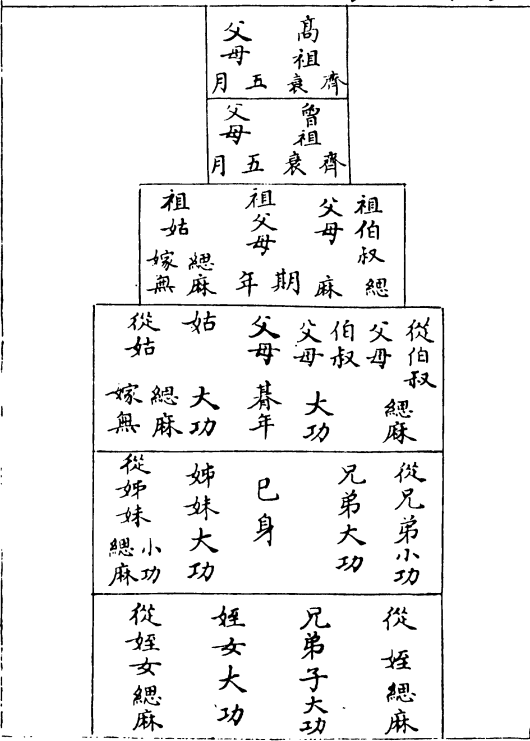 高祖父母
齊衰五月
曾祖父母
齊衰五月
祖伯叔父母
緦麻
祖父母
期年
祖姑
緦麻
嫁無
從伯叔父母
緦麻
伯叔父母
大功
父母
朞年
姑
大功
從姑
緦麻
嫁無
從兄弟小功
兄弟大功
已身
姊妹大功
從姊妹
小功
緦麻
從姪緦麻
兄弟子大功
姪女大功
從姪女緦麻